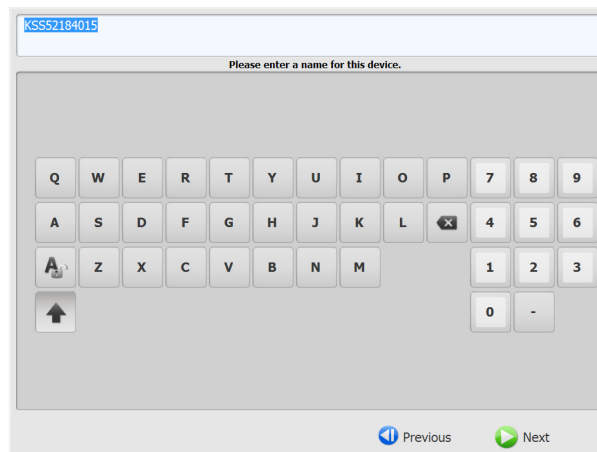 KSS52184015
Please enter a name for this device.
Q W E R T Y U I O P 7 8 9
A S D F G H J K L 4 5 6
A Z X C V B N M 1 2 3
0 -
Previous Next